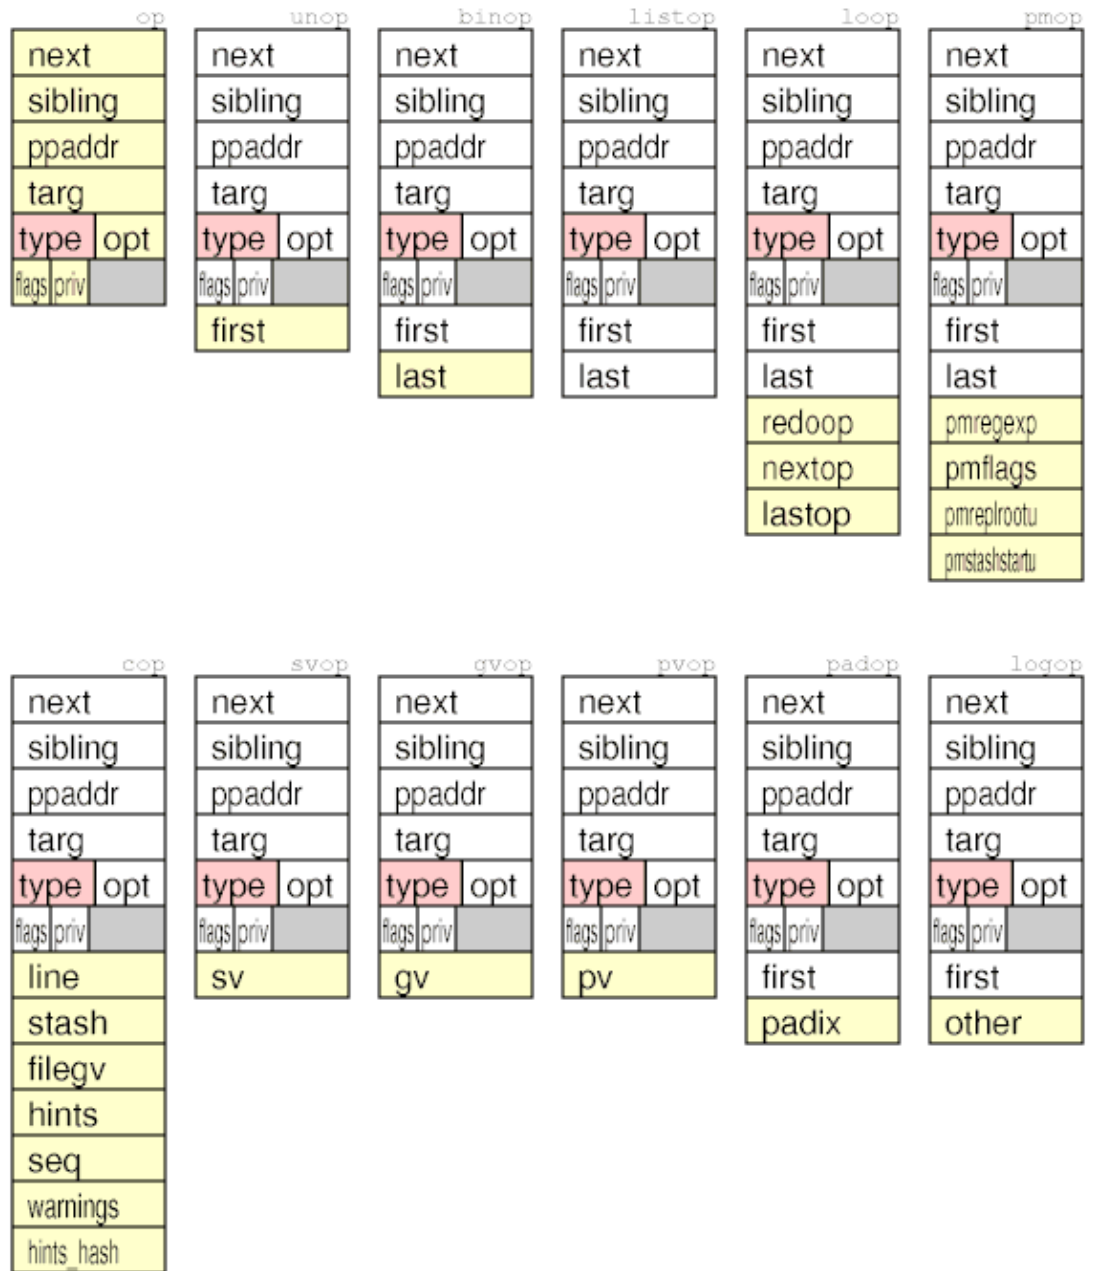 op unop binop listop loop pmop
next next next next next next
sibling sibling sibling sibling sibling sibling
ppaddr ppaddr ppaddr ppaddr ppaddr ppaddr
targ targ targ targ targ targ
type opt type opt type opt type opt type opt type opt
flags priv flags priv flags priv flags priv flags priv flags priv
first first first first first
last last last last
redoop pmregexp
nextop pmflags
lastop pmreplrootu
pmstashstartu
cop svop gvop pvop padop logop
next next next next next next
sibling sibling sibling sibling sibling sibling
ppaddr ppaddr ppaddr ppaddr ppaddr ppaddr
targ targ targ targ targ targ
type opt type opt type opt type opt type opt type opt
flags priv flags priv flags priv flags priv flags priv flags priv
line sv gv pv first first
stash padix other
filegv
hints
seq
warnings
hints_hash